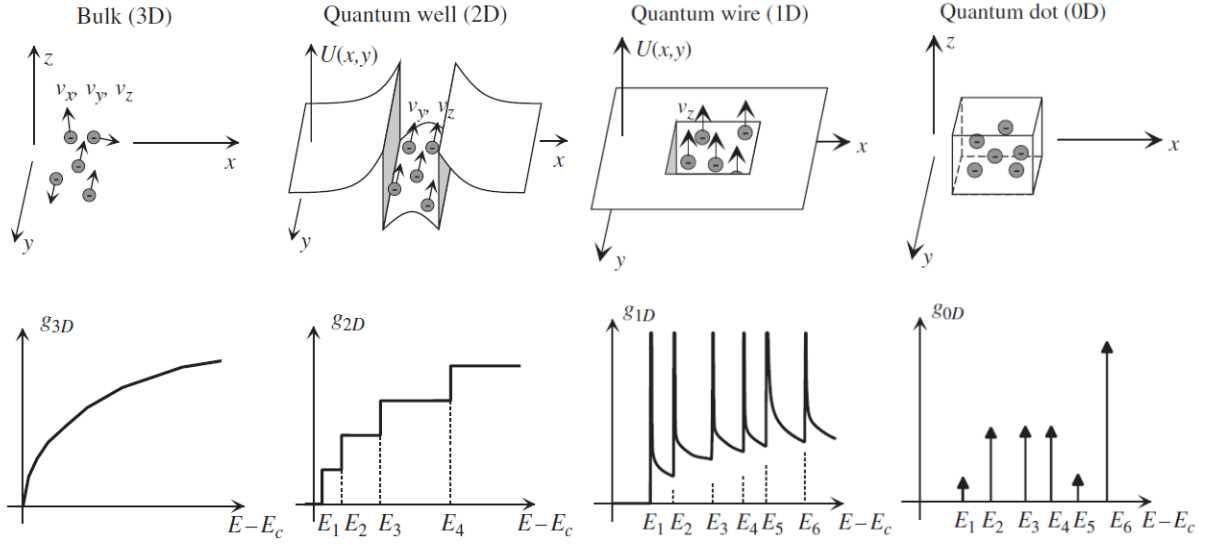 Bulk (3D)
Quantum well (2D)
Quantum wire (1D)
Quantum dot (0D)
z
vx, vy, vz
x
y
U(x,y)
vy, vz
x
y
U(x,y)
vz
x
y
z
x
y
g3D
E−Ec
g2D
E1 E2 E3 E4 E−Ec
g1D
E1 E2 E3 E4 E5 E6 E−Ec
g0D
E1 E2 E3 E4 E5 E6 E−Ec